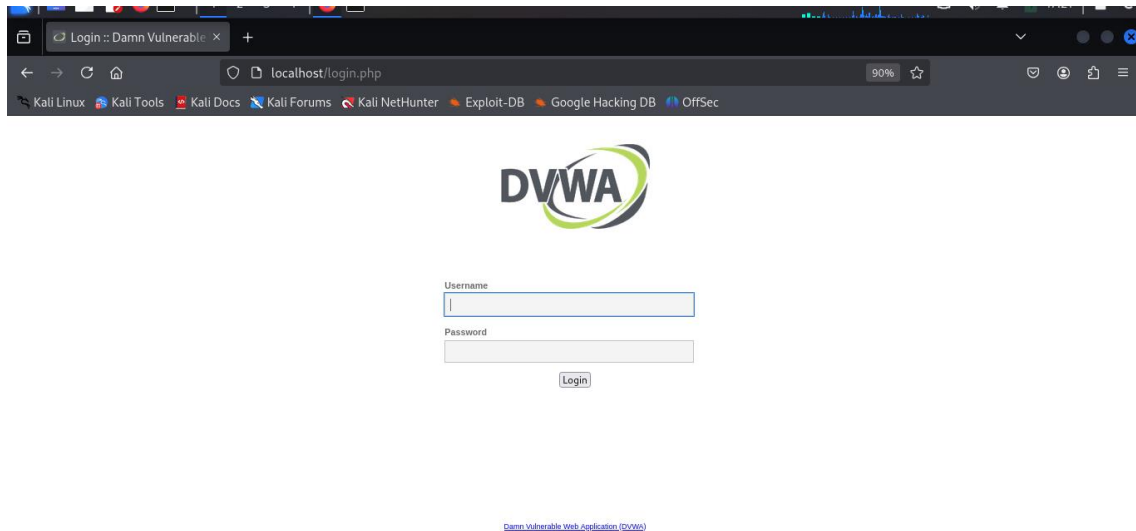 Login :: Damn Vulnerable
localhost/login.php
90%
Kali Linux Kali Tools Kali Docs Kali Forums Kali NetHunter Exploit-DB Google Hacking DB OffSec
DVWA
Username
Password
Login
Damn Vulnerable Web Application (DVWA)